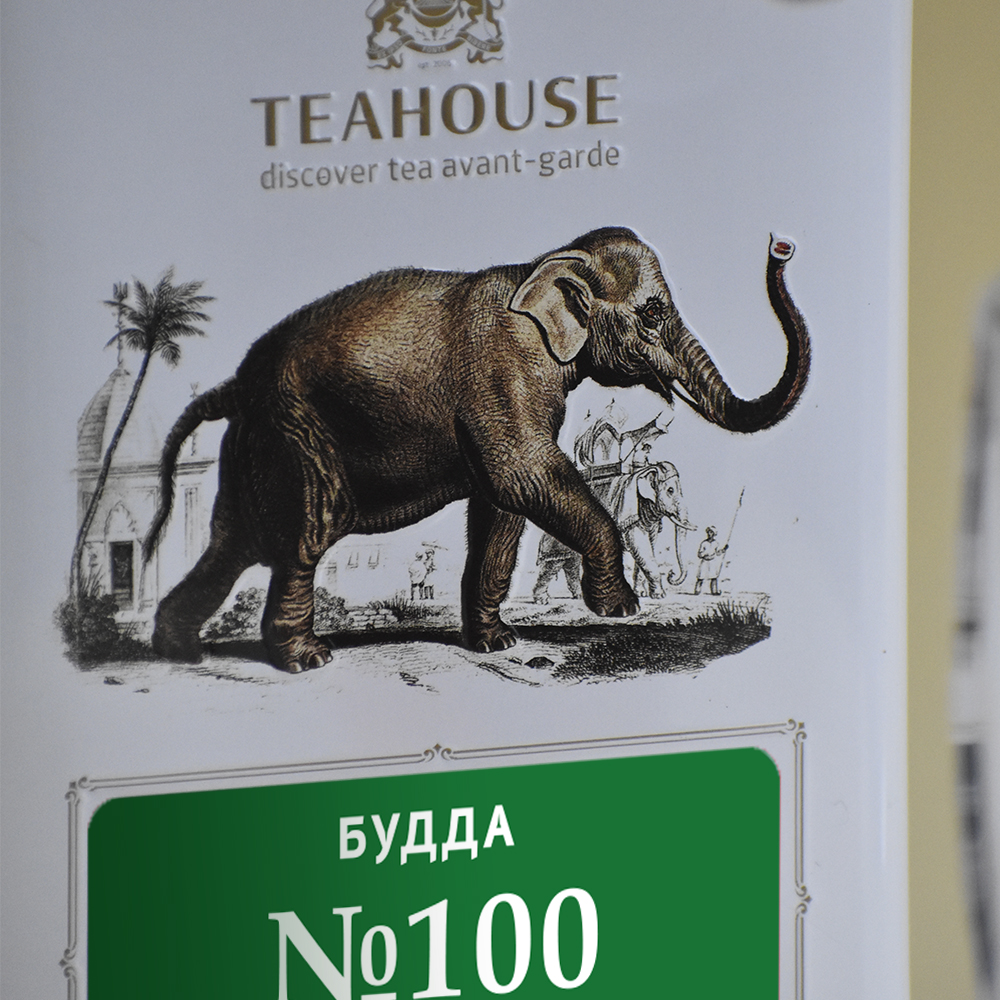 TEAHOUSE
discover tea avant-garde
БУДДА
№100